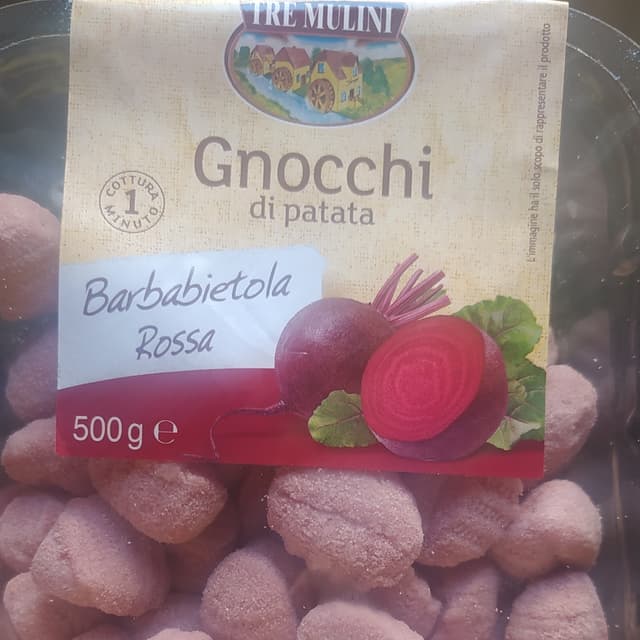 TRE MULINI
Gnocchi
di patata
COTTURA
1
MINUTO
Barbabietola
Rossa
500 g e
L'immagine ha il solo scopo di rappresentare il prodotto